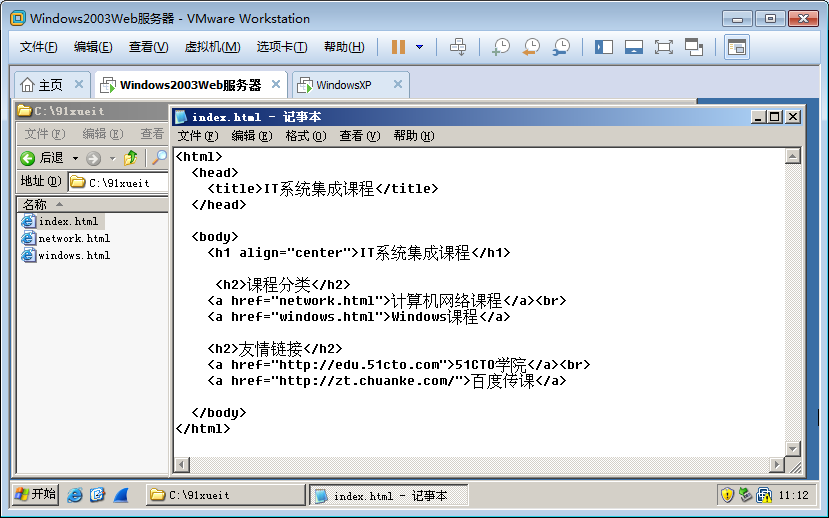 Windows2003Web服务器 - VMware Workstation
文件(F) 编辑(E) 查看(V) 虚拟机(M) 选项卡(T) 帮助(H)
主页 Windows2003Web服务器 WindowsXP
C:\91xueit
文件(F) 编辑(E) 查看
后退
地址(D) C:\91xueit
名称
index.html
network.html
windows.html
index.html - 记事本
文件(F) 编辑(E) 格式(O) 查看(V) 帮助(H)
<html>
<head>
<title>IT系统集成课程</title>
</head>
<body>
<h1 align="center">IT系统集成课程</h1>
<h2>课程分类</h2>
<a href="network.html">计算机网络课程</a><br>
<a href="windows.html">Windows课程</a>
<h2>友情链接</h2>
<a href="http://edu.51cto.com">51CTO学院</a><br>
<a href="http://zt.chuanke.com/">百度传课</a>
</body>
</html>
开始 C:\91xueit index.html - 记事本 11:12